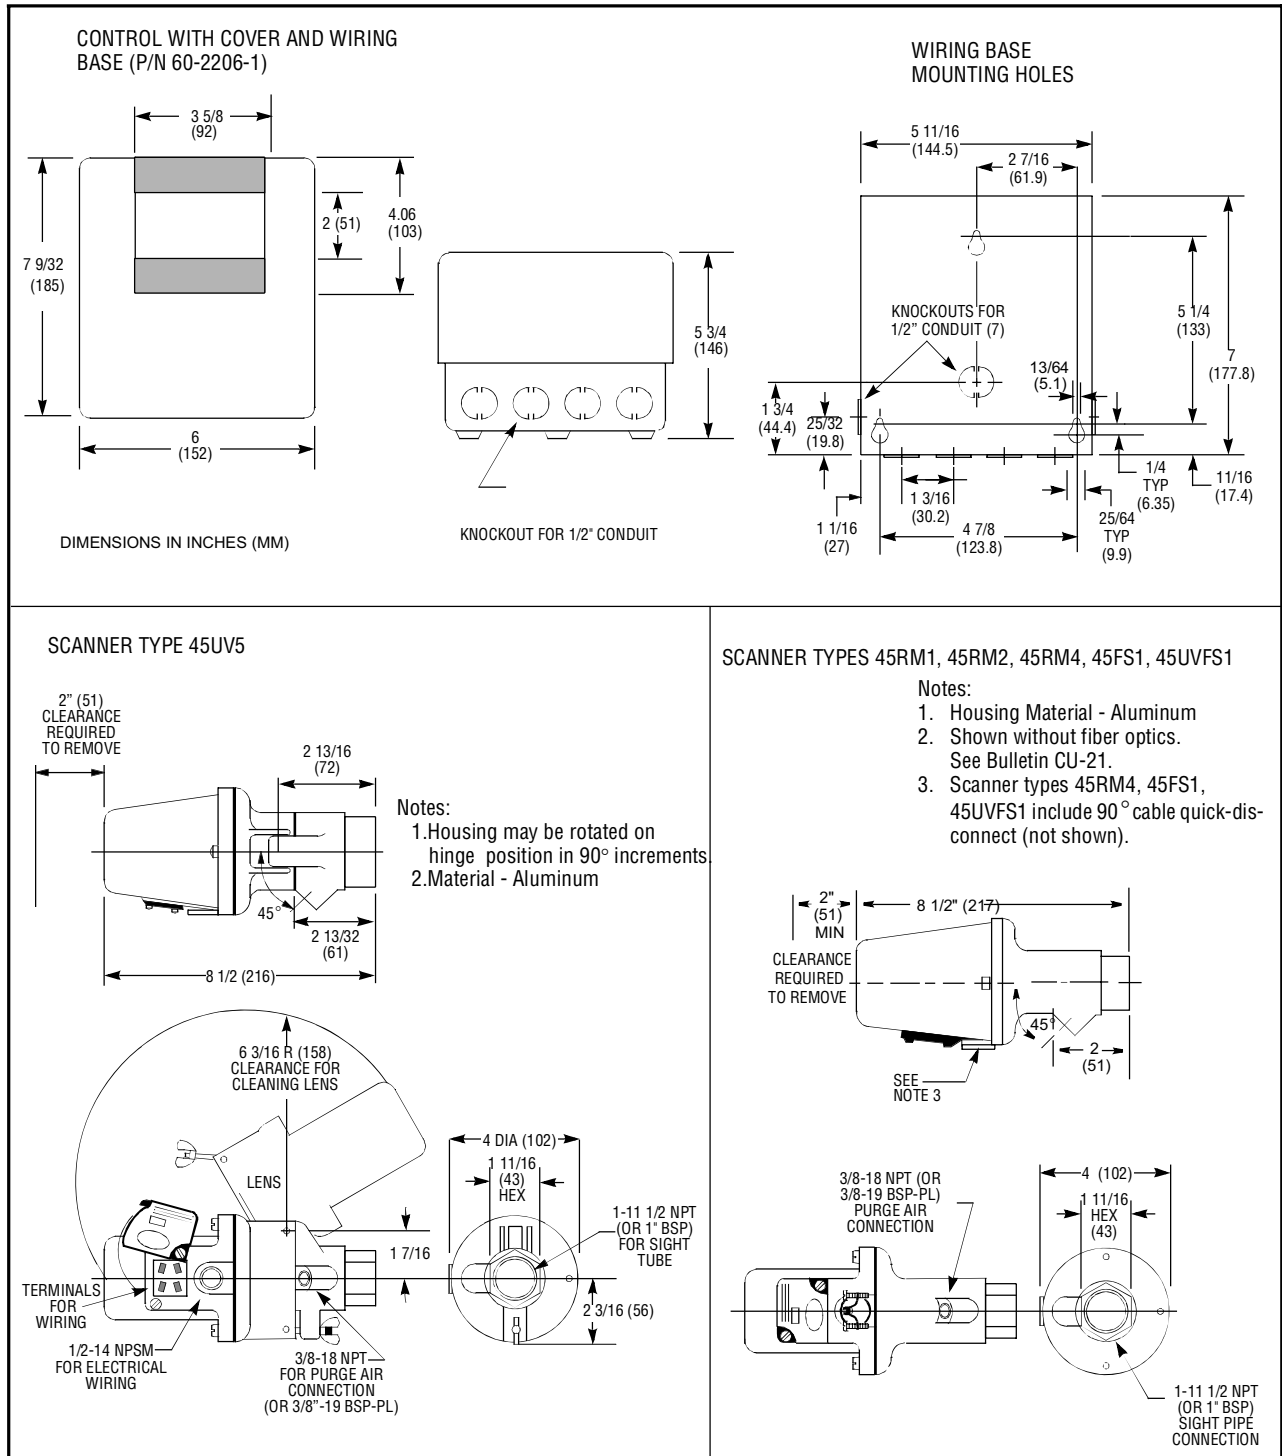 CONTROL WITH COVER AND WIRING
BASE (P/N 60-2206-1)
3 5/8
(92)
2 (51)
4.06
(103)
7 9/32
(185)
6
(152)
DIMENSIONS IN INCHES (MM)
5 3/4
(146)
KNOCKOUT FOR 1/2" CONDUIT
WIRING BASE
MOUNTING HOLES
5 11/16
(144.5)
2 7/16
(61.9)
KNOCKOUTS FOR
1/2” CONDUIT (7)
5 1/4
(133)
7
(177.8)
13/64
(5.1)
1 3/4
(44.4)
25/32
(19.8)
1 3/16
(30.2)
1 1/16
(27)
4 7/8
(123.8)
1/4
TYP
(6.35)
11/16
(17.4)
25/64
TYP
(9.9)
SCANNER TYPE 45UV5
2” (51)
CLEARANCE
REQUIRED
TO REMOVE
2 13/16
(72)
Notes:
1.Housing may be rotated on
hinge position in 90° increments.
2.Material - Aluminum
45°
2 13/32
(61)
8 1/2 (216)
6 3/16 R (158)
CLEARANCE FOR
CLEANING LENS
LENS
4 DIA (102)
1 11/16
(43)
HEX
1-11 1/2 NPT
(OR 1" BSP)
FOR SIGHT
TUBE
1 7/16
2 3/16 (56)
TERMINALS
FOR
WIRING
1/2-14 NPSM
FOR ELECTRICAL
WIRING
3/8-18 NPT
FOR PURGE AIR
CONNECTION
(OR 3/8”-19 BSP-PL)
SCANNER TYPES 45RM1, 45RM2, 45RM4, 45FS1, 45UVFS1
Notes:
1. Housing Material - Aluminum
2. Shown without fiber optics.
See Bulletin CU-21.
3. Scanner types 45RM4, 45FS1,
45UVFS1 include 90° cable quick-dis-
connect (not shown).
2"
(51)
MIN
8 1/2" (217)
CLEARANCE
REQUIRED
TO REMOVE
45°
2
(51)
SEE
NOTE 3
3/8-18 NPT (OR
3/8-19 BSP-PL)
PURGE AIR
CONNECTION
4 (102)
1 11/16
HEX
(43)
1-11 1/2 NPT
(OR 1" BSP)
SIGHT PIPE
CONNECTION